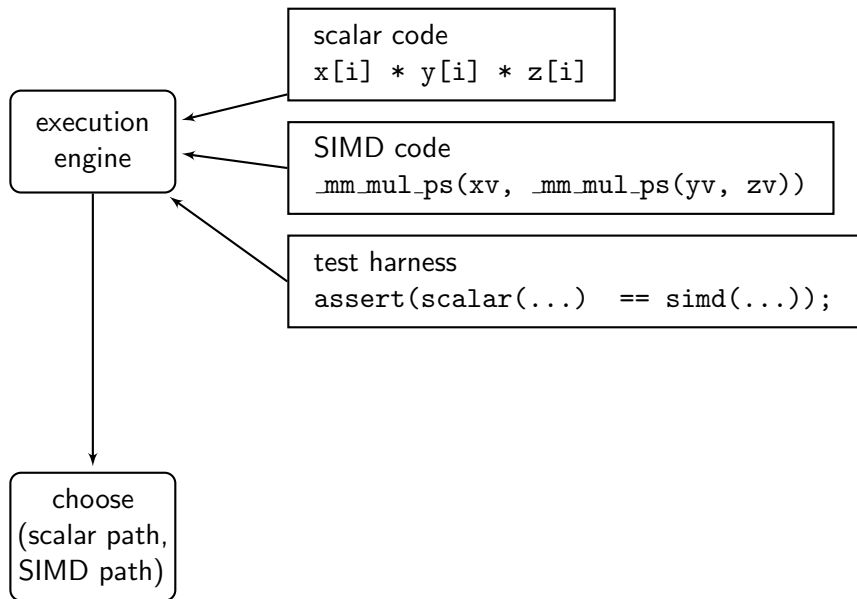 scalar code
x[i] * y[i] * z[i]
execution
engine
SIMD code
_mm_mul_ps(xv, _mm_mul_ps(yv, zv))
test harness
assert(scalar(...) == simd(...));
choose
(scalar path,
SIMD path)